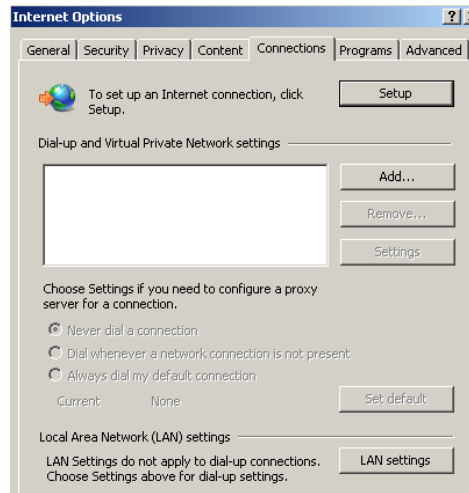 Internet Options
General Security Privacy Content Connections Programs Advanced
To set up an Internet connection, click
Setup.
Setup
Dial-up and Virtual Private Network settings
Add...
Remove...
Settings
Choose Settings if you need to configure a proxy
server for a connection.
Never dial a connection
Dial whenever a network connection is not present
Always dial my default connection
Current None
Set default
Local Area Network (LAN) settings
LAN Settings do not apply to dial-up connections.
Choose Settings above for dial-up settings.
LAN settings